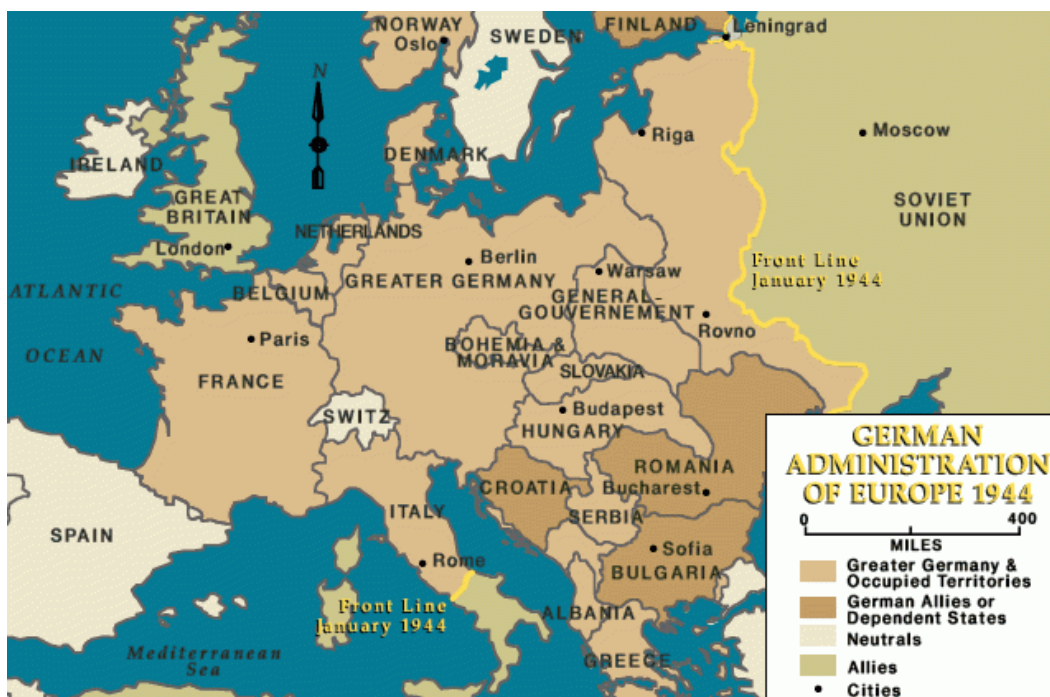 NORWAY
Oslo
SWEDEN
FINLAND
Leningrad
N
Riga
Moscow
IRELAND
DENMARK
GREAT
BRITAIN
SOVIET
UNION
London
NETHERLANDS
Berlin
Warsaw
Front Line
January 1944
ATLANTIC
OCEAN
BELGIUM
GREATER GERMANY
GENERAL-
GOUVERNEMENT
Rovno
Paris
BOHEMIA &
MORAVIA
FRANCE
SLOVAKIA
SWITZ
Budapest
HUNGARY
ROMANIA
Bucharest
CROATIA
SERBIA
ITALY
SPAIN
Rome
Sofia
BULGARIA
Front Line
January 1944
ALBANIA
Mediterranean
Sea
GREECE
GERMAN
ADMINISTRATION
OF EUROPE 1944
0 400
MILES
Greater Germany &
Occupied Territories
German Allies or
Dependent States
Neutrals
Allies
Cities